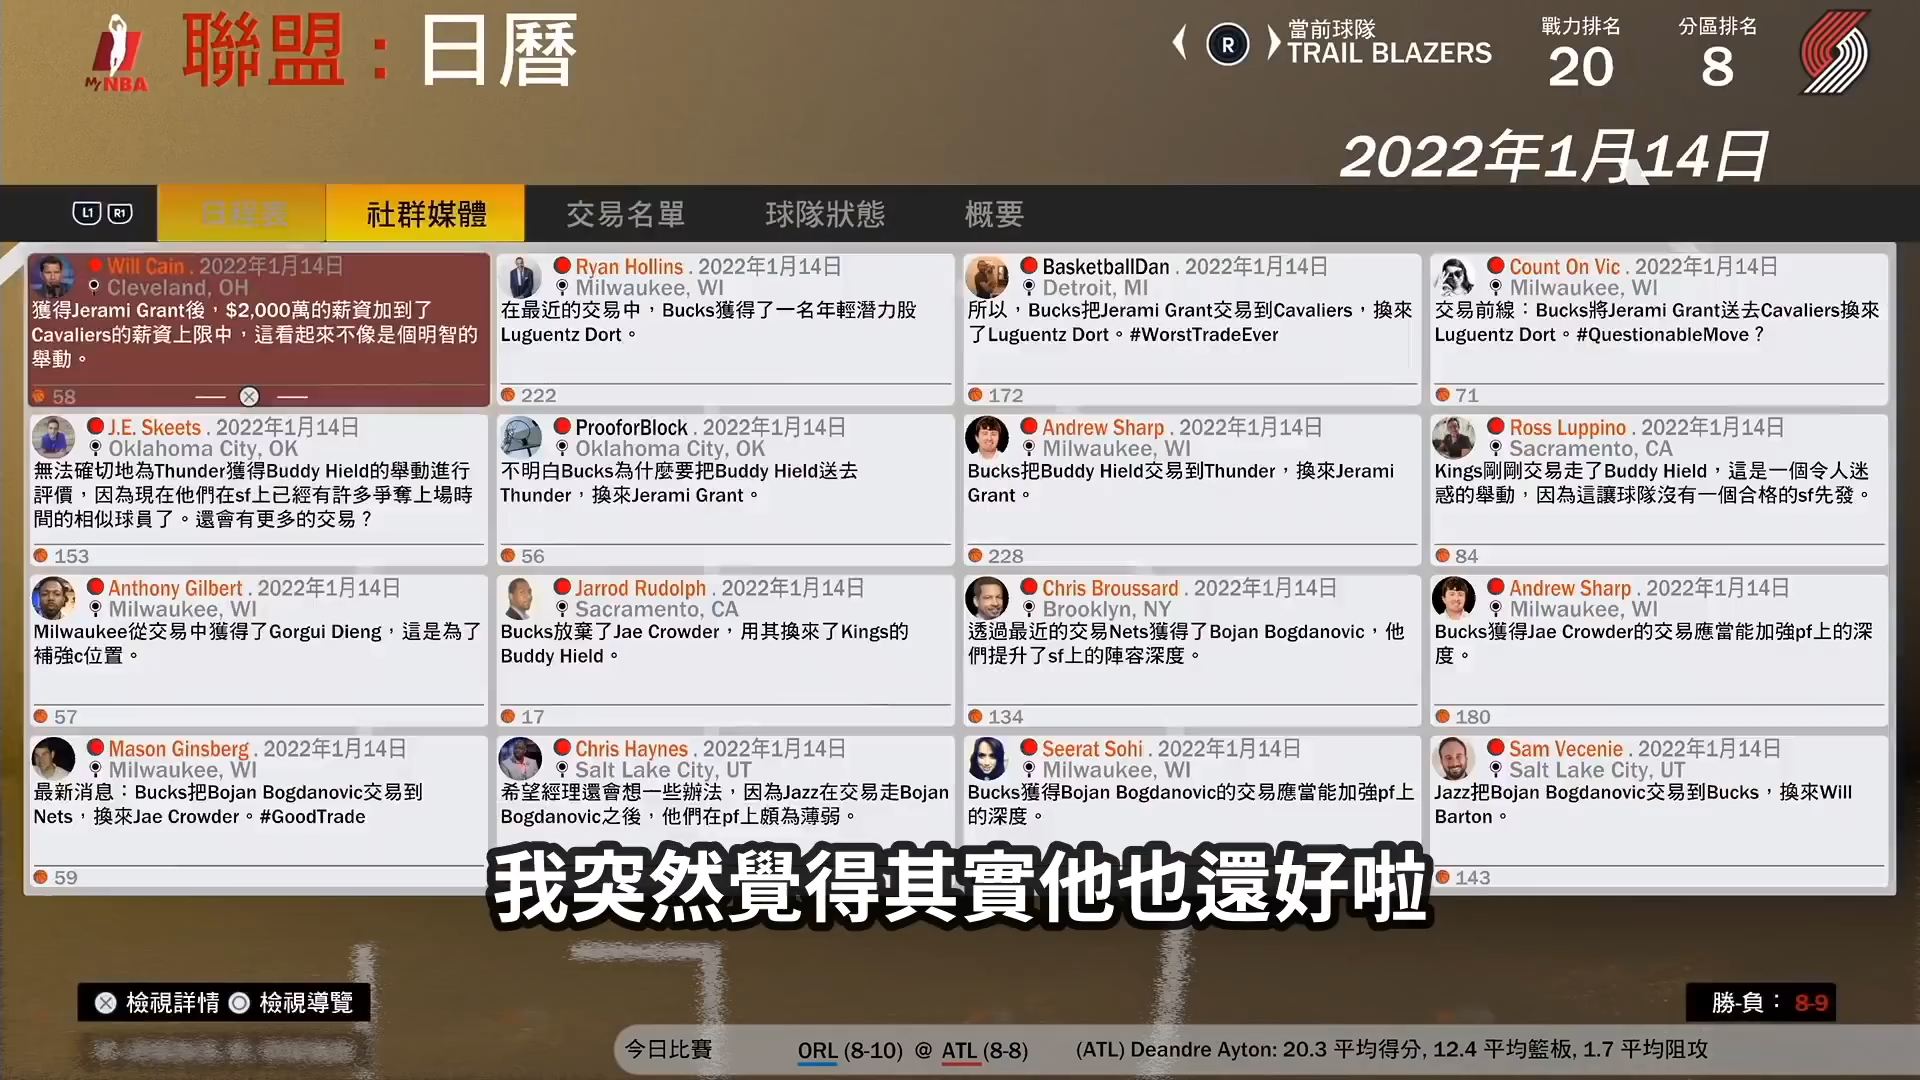 My NBA
聯盟：日曆
R
當前球隊
TRAIL BLAZERS
戰力排名
20
分區排名
8
2022年1月14日
L1 R1
日程表
社群媒體
交易名單
球隊狀態
概要
Will Cain . 2022年1月14日
Cleveland, OH
獲得Jerami Grant後，$2,000萬的薪資加到了
Cavaliers的薪資上限中，這看起來不像是個明智的
舉動。
58
Ryan Hollins . 2022年1月14日
Milwaukee, WI
在最近的交易中，Bucks獲得了一名年輕潛力股
Luguentz Dort。
222
BasketballDan . 2022年1月14日
Detroit, MI
所以，Bucks把Jerami Grant交易到Cavaliers，換來
了Luguentz Dort。#WorstTradeEver
172
Count On Vic . 2022年1月14日
Milwaukee, WI
交易前線：Bucks將Jerami Grant送去Cavaliers換來
Luguentz Dort。#QuestionableMove？
71
J.E. Skeets . 2022年1月14日
Oklahoma City, OK
無法確切地為Thunder獲得Buddy Hield的舉動進行
評價，因為現在他們在sf上已經有許多爭奪上場時
間的相似球員了。還會有更多的交易？
153
ProoforBlock . 2022年1月14日
Oklahoma City, OK
不明白Bucks為什麼要把Buddy Hield送去
Thunder，換來Jerami Grant。
56
Andrew Sharp . 2022年1月14日
Milwaukee, WI
Bucks把Buddy Hield交易到Thunder，換來Jerami
Grant。
228
Ross Luppino . 2022年1月14日
Sacramento, CA
Kings剛剛交易走了Buddy Hield，這是一個令人迷
惑的舉動，因為這讓球隊沒有一個合格的sf先發。
84
Anthony Gilbert . 2022年1月14日
Milwaukee, WI
Milwaukee從交易中獲得了Gorgui Dieng，這是為了
補強c位置。
57
Jarrod Rudolph . 2022年1月14日
Sacramento, CA
Bucks放棄了Jae Crowder，用其換來了Kings的
Buddy Hield。
17
Chris Broussard . 2022年1月14日
Brooklyn, NY
透過最近的交易Nets獲得了Bojan Bogdanovic，他
們提升了sf上的陣容深度。
134
Andrew Sharp . 2022年1月14日
Milwaukee, WI
Bucks獲得Jae Crowder的交易應當能加強pf上的深
度。
180
Mason Ginsberg . 2022年1月14日
Milwaukee, WI
最新消息：Bucks把Bojan Bogdanovic交易到
Nets，換來Jae Crowder。#GoodTrade
59
Chris Haynes . 2022年1月14日
Salt Lake City, UT
希望經理還會想一些辦法，因為Jazz在交易走Bojan
Bogdanovic之後，他們在pf上頗為薄弱。
Seerat Sohi . 2022年1月14日
Milwaukee, WI
Bucks獲得Bojan Bogdanovic的交易應當能加強pf上
的深度。
Sam Vecenie . 2022年1月14日
Salt Lake City, UT
Jazz把Bojan Bogdanovic交易到Bucks，換來Will
Barton。
143
我突然覺得其實他也還好啦
檢視詳情 檢視導覽
勝-負： 8-9
今日比賽 ORL (8-10) @ ATL (8-8) (ATL) Deandre Ayton: 20.3 平均得分, 12.4 平均籃板, 1.7 平均阻攻